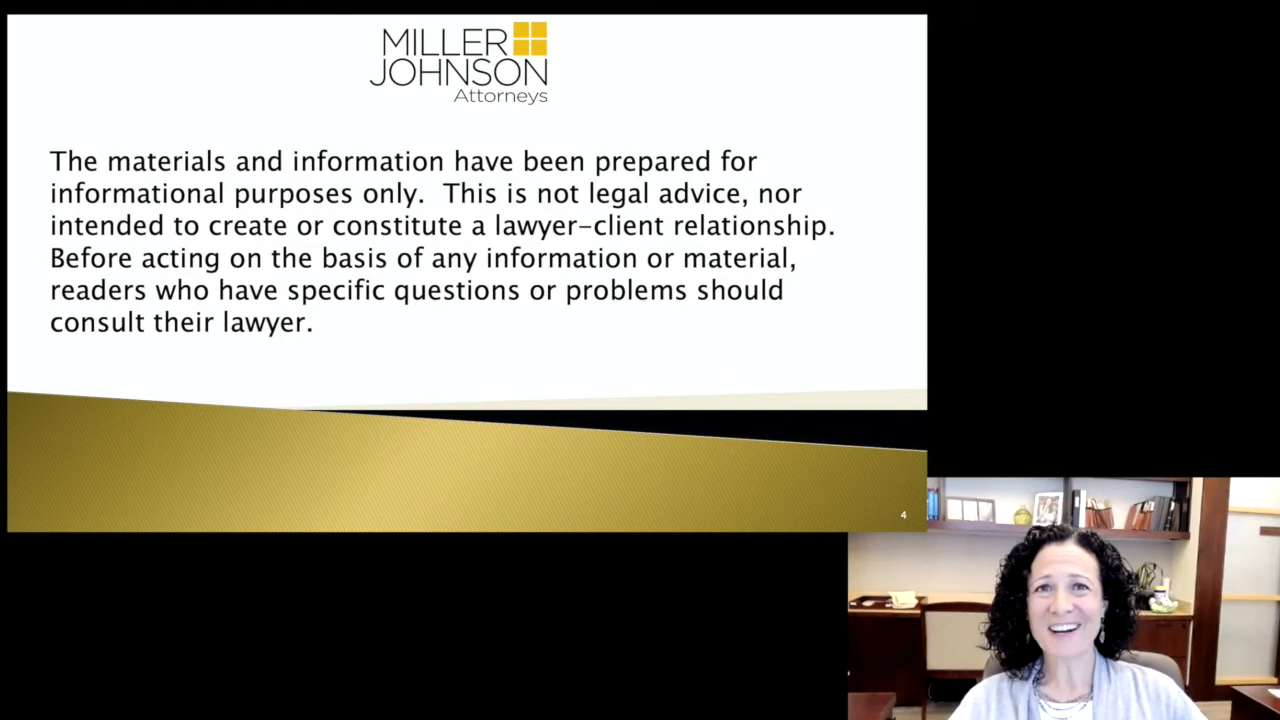 MILLER
JOHNSON
Attorneys
The materials and information have been prepared for
informational purposes only.  This is not legal advice, nor
intended to create or constitute a lawyer-client relationship.
Before acting on the basis of any information or material,
readers who have specific questions or problems should
consult their lawyer.
4